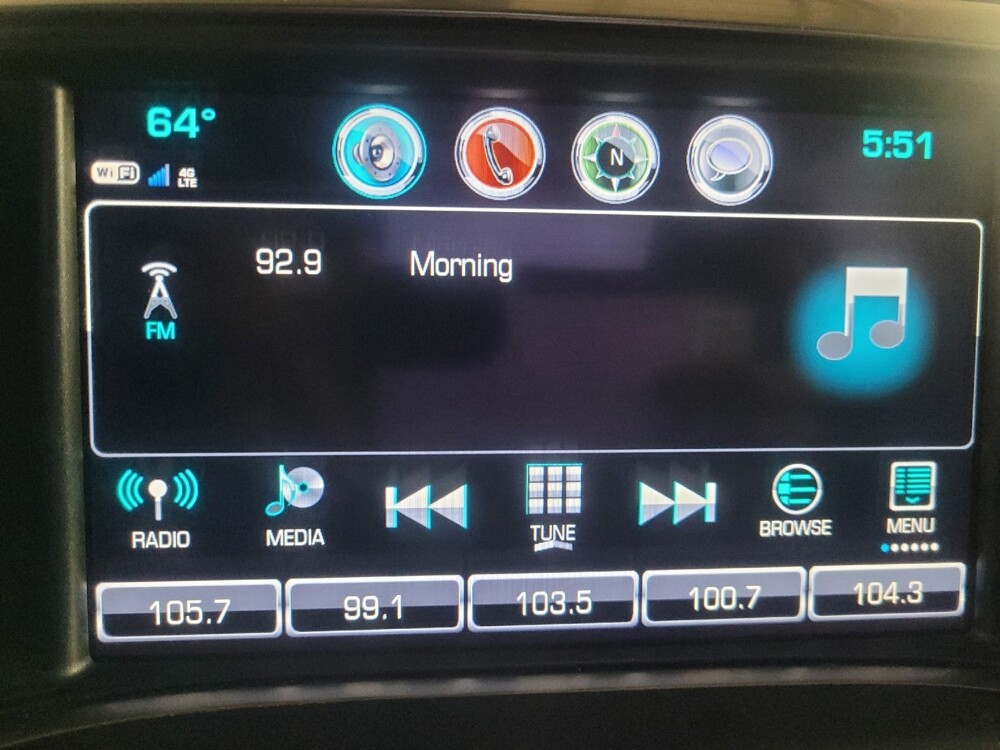 64°
5:51
WiFi
4G
LTE
N
92.9 Morning
FM
RADIO MEDIA TUNE BROWSE MENU
105.7 99.1 103.5 100.7 104.3